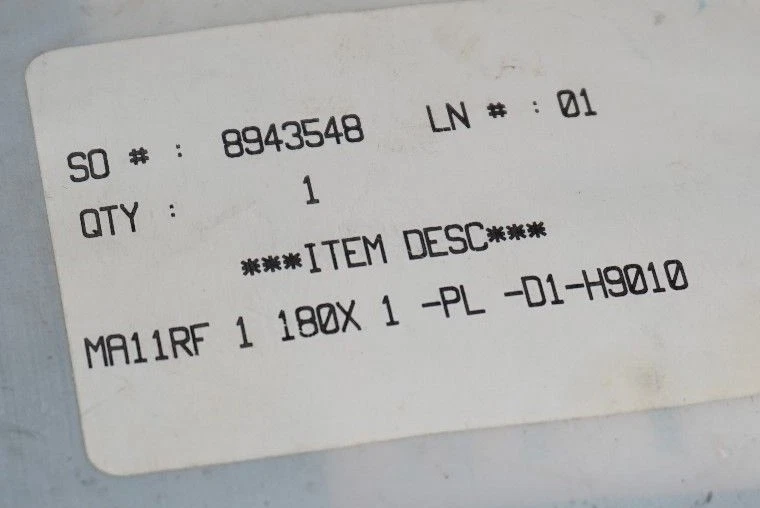 SO # : 8943548 LN # : 01
QTY : 1
***ITEM DESC***
MA11RF 1 180X 1 -PL -D1-H9010